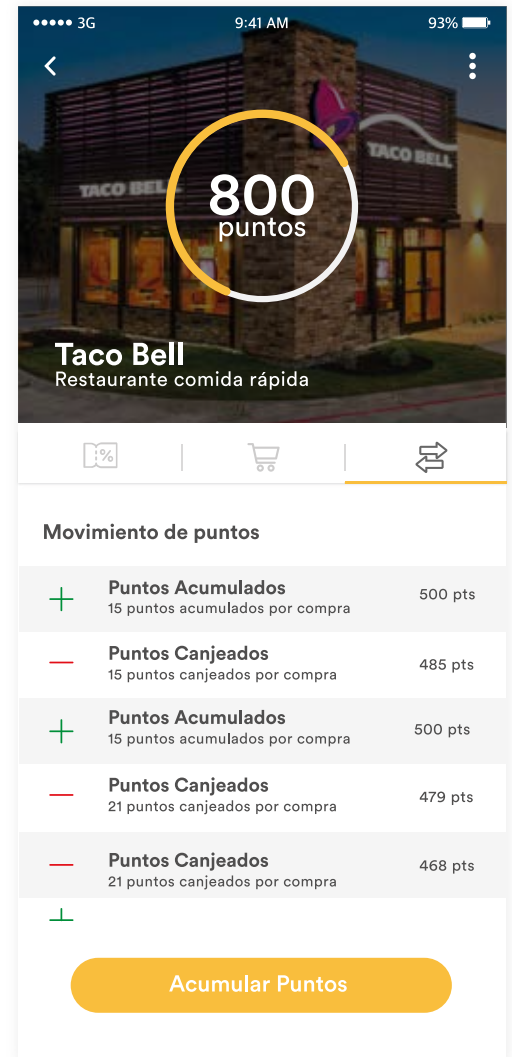 3G
9:41 AM
93%
TACO BELL
TACO BELL
800
puntos
Taco Bell
Restaurante comida rápida
%
Movimiento de puntos
Puntos Acumulados
500 pts
15 puntos acumulados por compra
Puntos Canjeados
485 pts
15 puntos canjeados por compra
Puntos Acumulados
500 pts
15 puntos acumulados por compra
Puntos Canjeados
479 pts
21 puntos canjeados por compra
Puntos Canjeados
468 pts
21 puntos canjeados por compra
Acumular Puntos